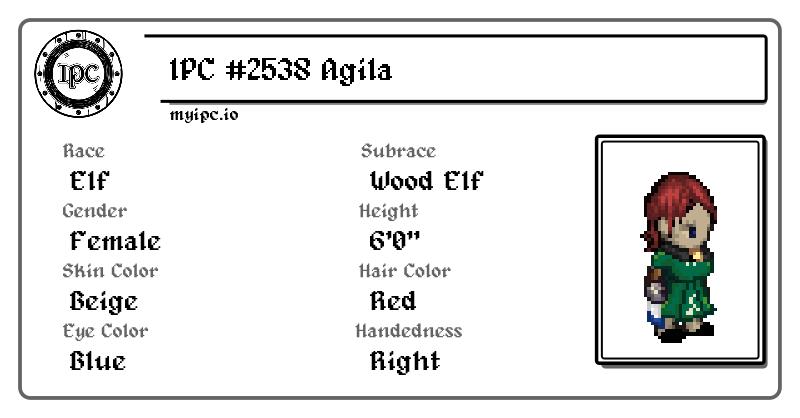 IPC
IPC #2538 Agila
myipc.io
Race
Elf
Subrace
Wood Elf
Gender
Female
Height
6'0"
Skin Color
Beige
Hair Color
Red
Eye Color
Blue
Handedness
Right